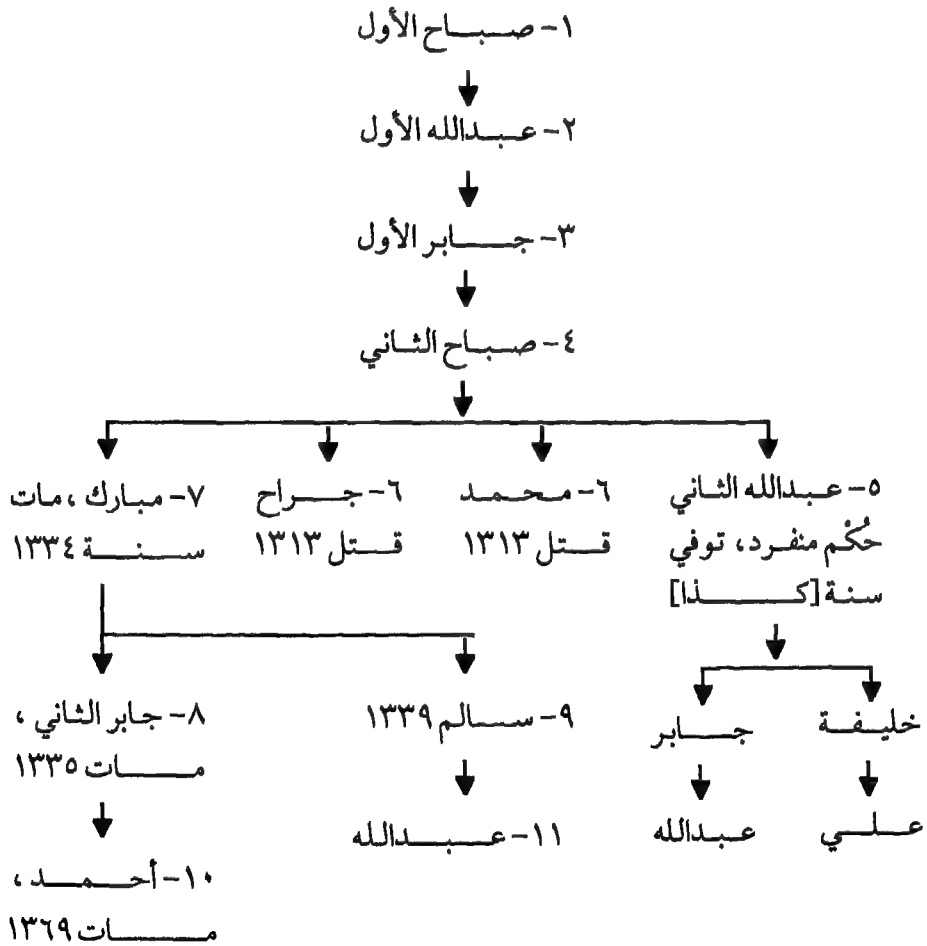 ١- صباح الأول
٢- عبدالله الأول
٣- جابر الأول
٤- صباح الثاني
٥- عبدالله الثاني
حُكْم منفرد، توفي
سنة [كذا]
٦- محمد
قتل ١٣١٣
٦- جراح
قتل ١٣١٣
٧- مبارك، مات
سنة ١٣٣٤
خليفة
جابر
٩- سالم ١٣٣٩
٨- جابر الثاني،
مات ١٣٣٥
علي
عبدالله
١١- عبدالله
١٠- أحمد،
مات ١٣٦٩